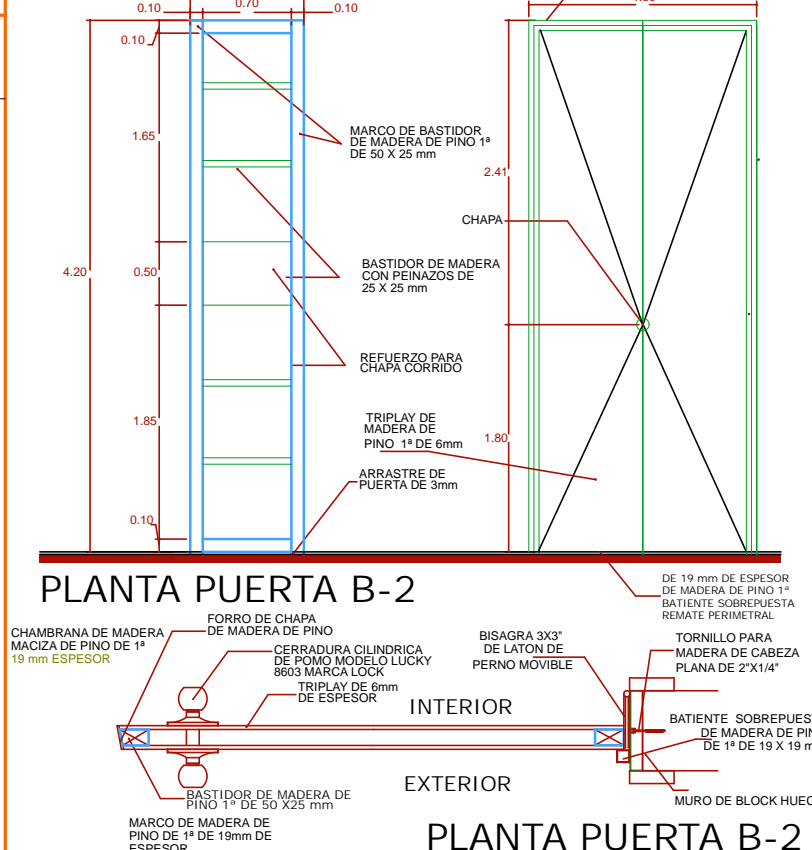 0.10
0.70
0.10
0.10
1.65
4.20
0.50
1.85
0.10
MARCO DE BASTIDOR
DE MADERA DE PINO 1ª
DE 50 X 25 mm
BASTIDOR DE MADERA
CON PEINAZOS DE
25 X 25 mm
REFUERZO PARA
CHAPA CORRIDO
TRIPLAY DE
MADERA DE
PINO 1ª DE 6mm
ARRASTRE DE
PUERTA DE 3mm
2.41
CHAPA
1.80
DE 19 mm DE ESPESOR
DE MADERA DE PINO 1ª
BATIENTE SOBREPUESTA
REMATE PERIMETRAL
PLANTA PUERTA B-2
CHAMBRANA DE MADERA
MACIZA DE PINO DE 1ª
19 mm ESPESOR
FORRO DE CHAPA
DE MADERA DE PINO
CERRADURA CILINDRICA
DE POMO MODELO LUCKY
8603 MARCA LOCK
TRIPLAY DE 6mm
DE ESPESOR
BISAGRA 3X3"
DE LATON DE
PERNO MOVIBLE
TORNILLO PARA
MADERA DE CABEZA
PLANA DE 2"X1/4"
INTERIOR
BATIENTE SOBREPUES
DE MADERA DE PIN
DE 1ª DE 19 X 19 m
EXTERIOR
BASTIDOR DE MADERA DE
PINO 1ª DE 50 X25 mm
MURO DE BLOCK HUEC
MARCO DE MADERA DE
PINO DE 1ª DE 19mm DE
ESPESOR
PLANTA PUERTA B-2